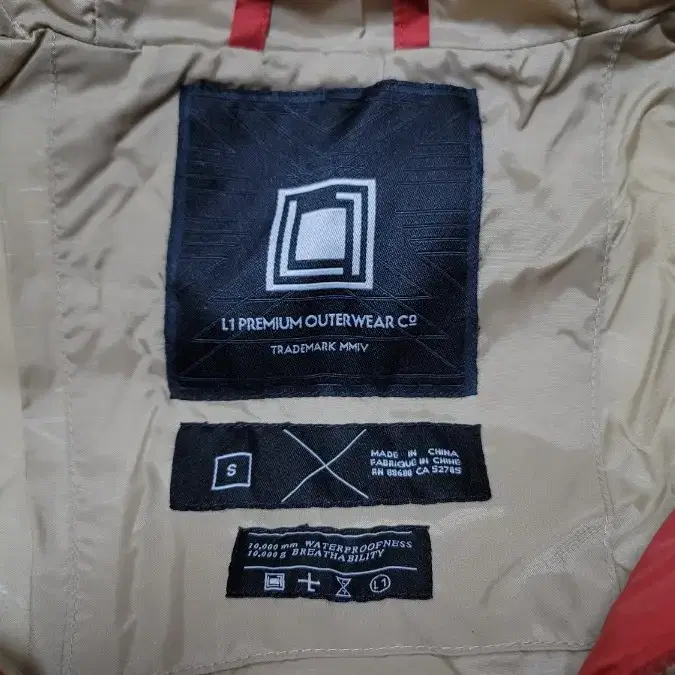 L1 PREMIUM OUTERWEAR Cº
TRADEMARK MMIV
S
MADE IN CHINA
FABRIQUE IN CHINE
RN 88688 CA 52789
10,000 mm WATERPROOFNESS
10,000 g BREATHABILITY
L1